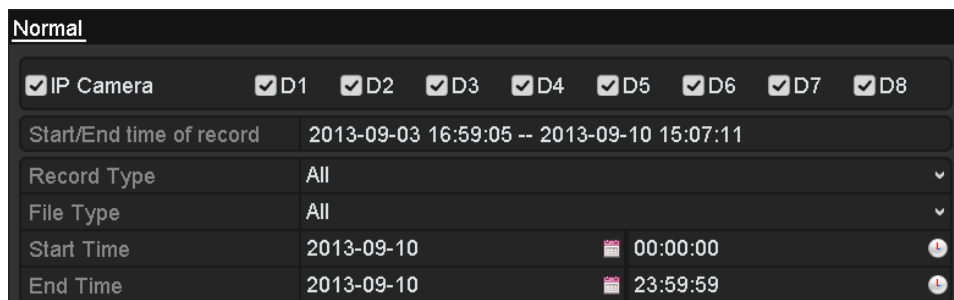 Normal
IP Camera D1 D2 D3 D4 D5 D6 D7 D8
Start/End time of record 2013-09-03 16:59:05 -- 2013-09-10 15:07:11
Record Type All
File Type All
Start Time 2013-09-10 00:00:00
End Time 2013-09-10 23:59:59